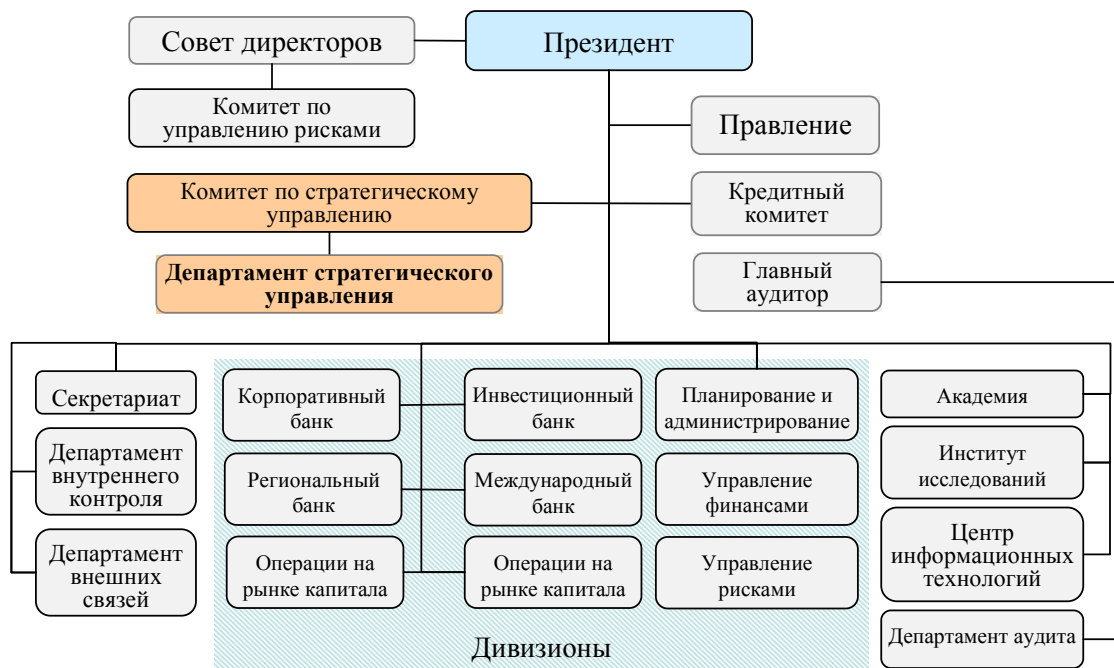 Совет директоров
Президент
Комитет по
управлению рисками
Правление
Комитет по стратегическому
управлению
Кредитный
комитет
Департамент стратегического
управления
Главный
аудитор
Секретариат
Корпоративный
банк
Инвестиционный
банк
Планирование и
администрирование
Академия
Департамент
внутреннего
контроля
Региональный
банк
Международный
банк
Управление
финансами
Институт
исследований
Департамент
внешних
связей
Операции на
рынке капитала
Операции на
рынке капитала
Управление
рисками
Центр
информационных
технологий
Дивизионы
Департамент аудита